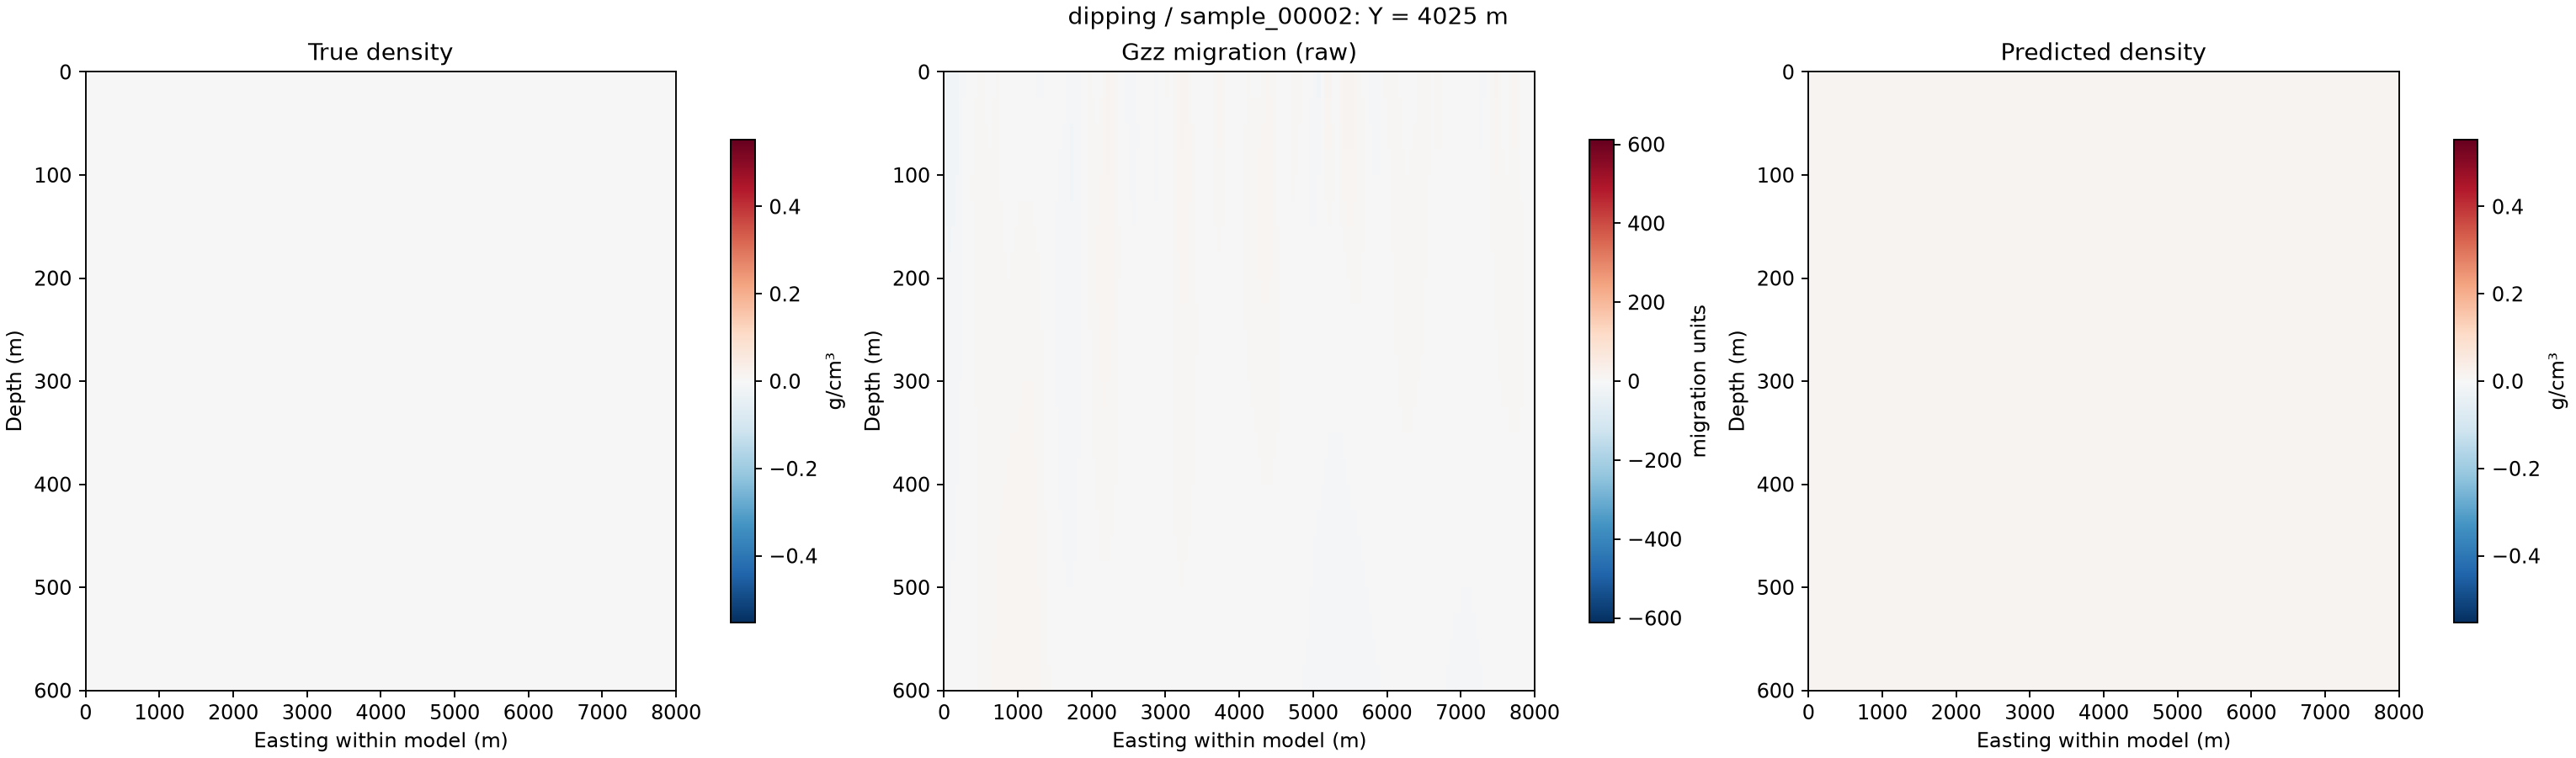 dipping / sample_00002: Y = 4025 m
True density
0
100
200
300
400
500
600
Depth (m)
0 1000 2000 3000 4000 5000 6000 7000 8000
Easting within model (m)
0.4
0.2
0.0
−0.2
−0.4
g/cm³
Gzz migration (raw)
0
100
200
300
400
500
600
Depth (m)
0 1000 2000 3000 4000 5000 6000 7000 8000
Easting within model (m)
600
400
200
0
−200
−400
−600
migration units
Predicted density
0
100
200
300
400
500
600
Depth (m)
0 1000 2000 3000 4000 5000 6000 7000 8000
Easting within model (m)
0.4
0.2
0.0
−0.2
−0.4
g/cm³